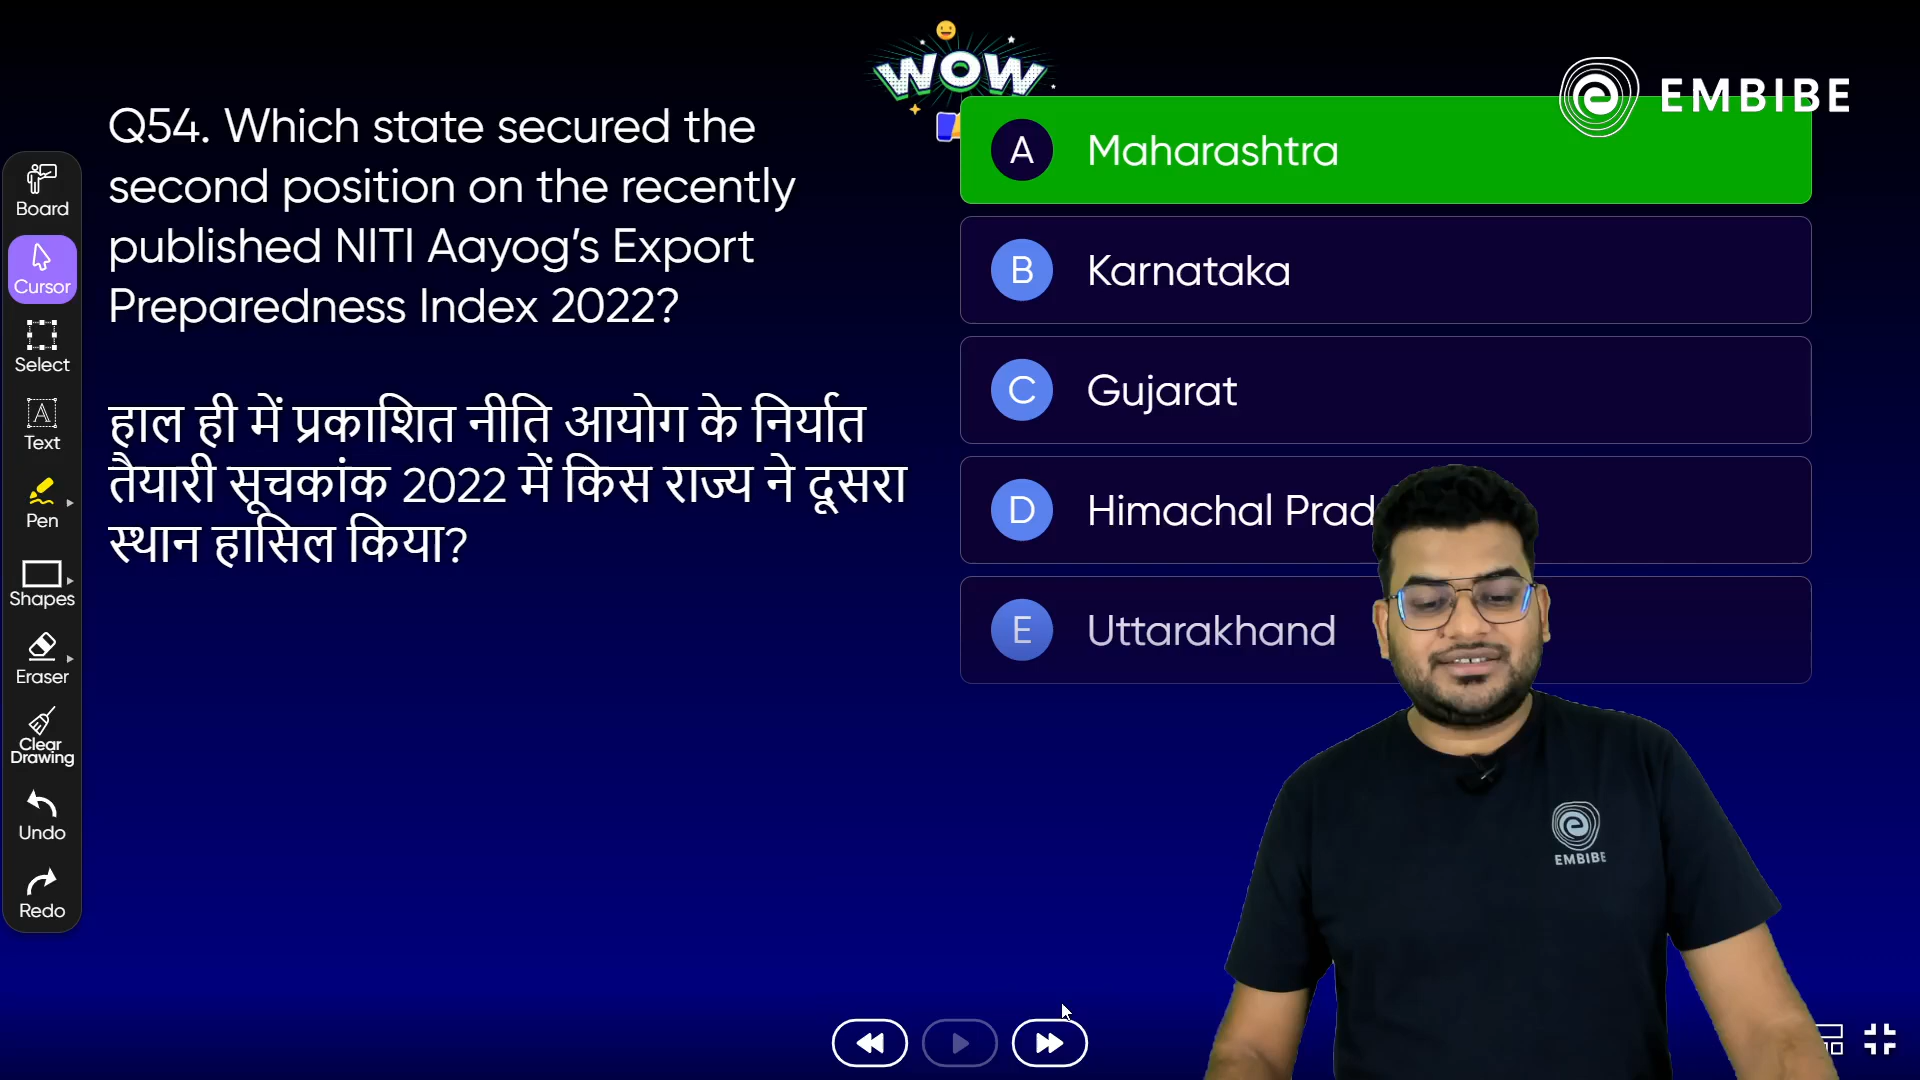 WOW
EMBIBE
Q54. Which state secured the
second position on the recently
published NITI Aayog's Export
Preparedness Index 2022?
हाल ही में प्रकाशित नीति आयोग के निर्यात
तैयारी सूचकांक 2022 में किस राज्य ने दूसरा
स्थान हासिल किया?
A Maharashtra
B Karnataka
C Gujarat
D Himachal Prad
E Uttarakhand
Board
Cursor
Select
A
Text
Pen
Shapes
Eraser
Clear
Drawing
Undo
Redo
EMBIBE